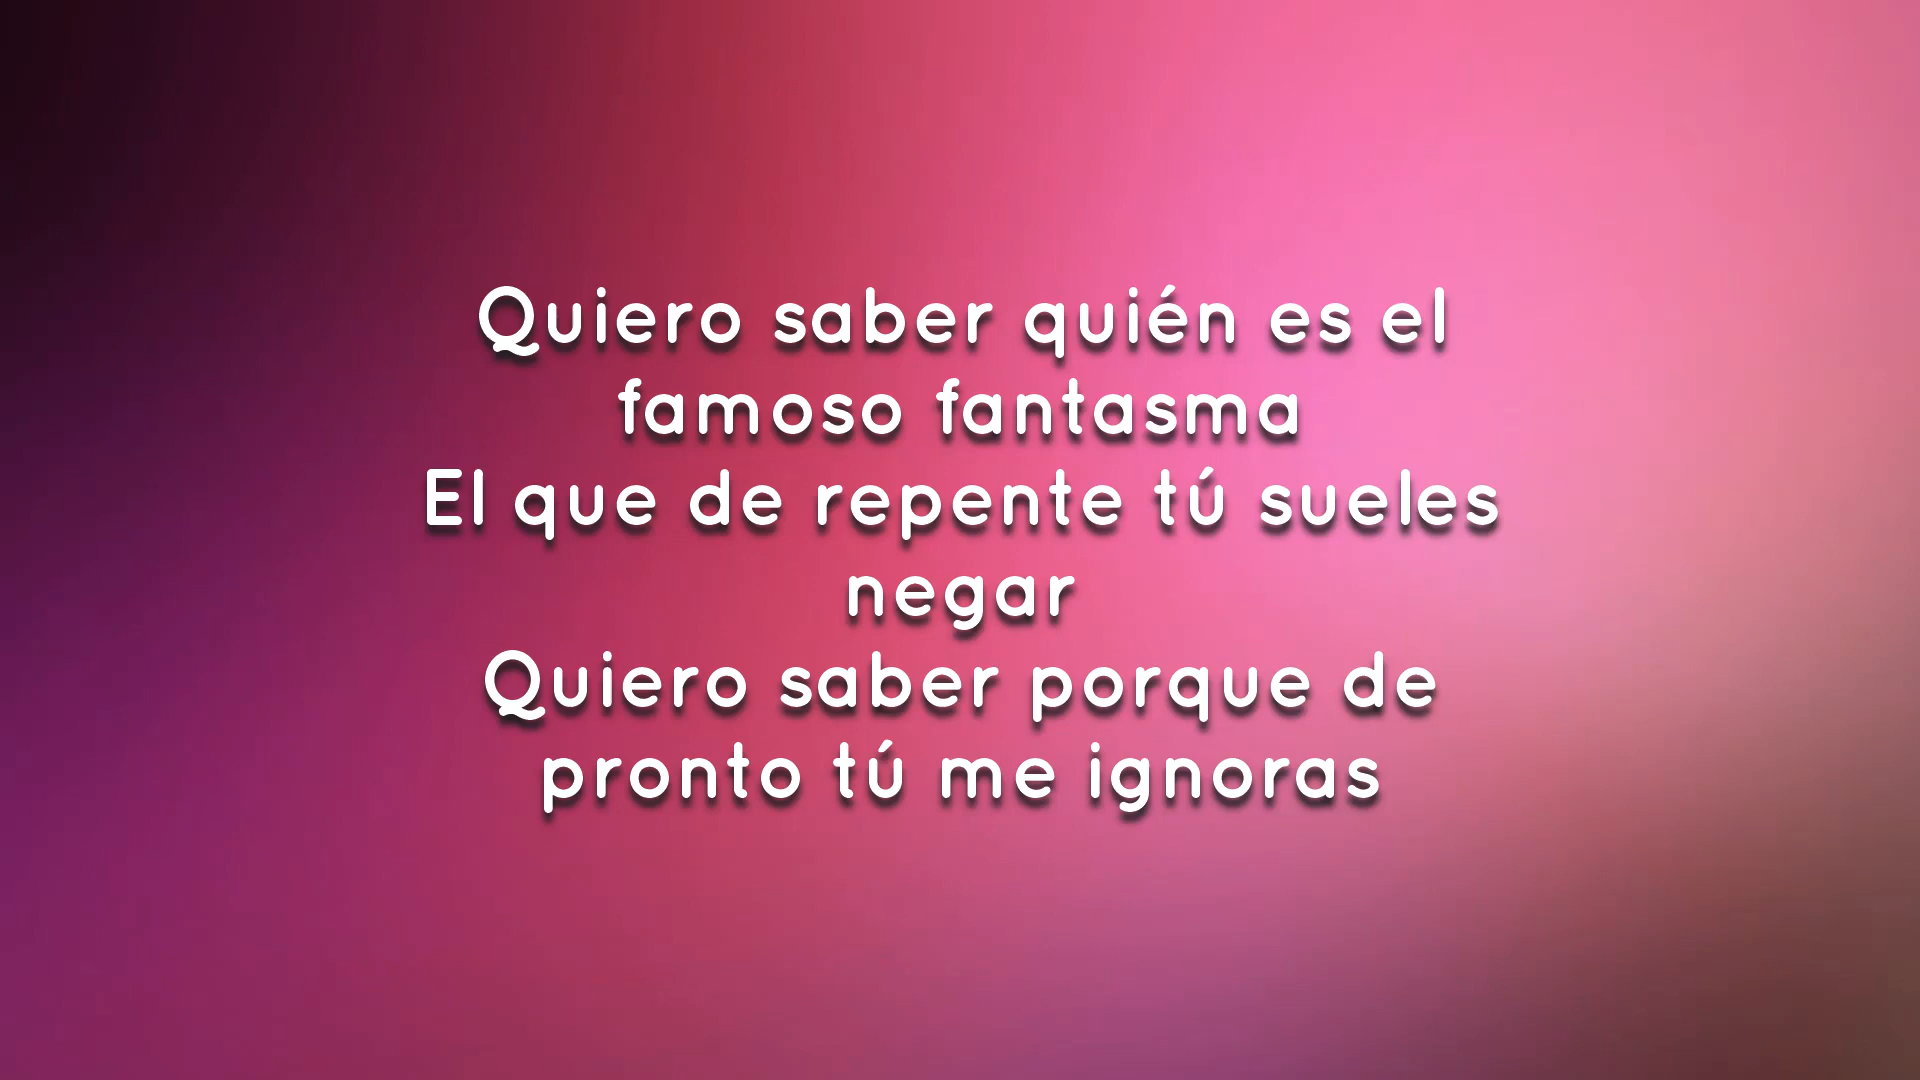 Quiero saber quién es el
famoso fantasma
El que de repente tú sueles
negar
Quiero saber porque de
pronto tú me ignoras